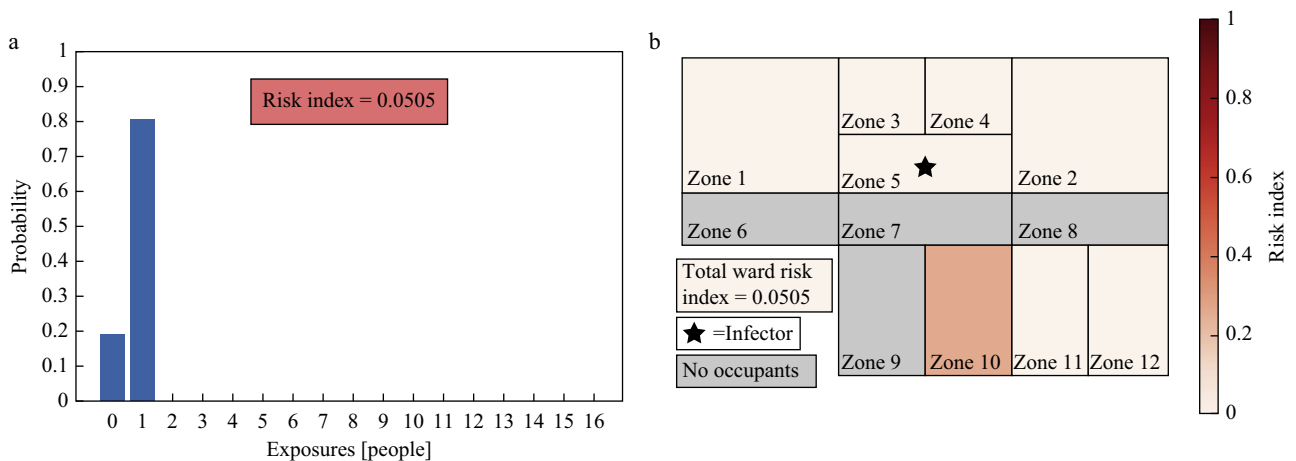 a
1
0.9
0.8
0.7
0.6
0.5
0.4
0.3
0.2
0.1
0
Probability
Risk index = 0.0505
0 1 2 3 4 5 6 7 8 9 10 11 12 13 14 15 16
Exposures [people]
b
Zone 3 Zone 4
Zone 1 Zone 5 Zone 2
Zone 6 Zone 7 Zone 8
Total ward risk
index = 0.0505
=Infector
No occupants
Zone 9 Zone 10 Zone 11 Zone 12
1
0.8
0.6
0.4
0.2
0
Risk index